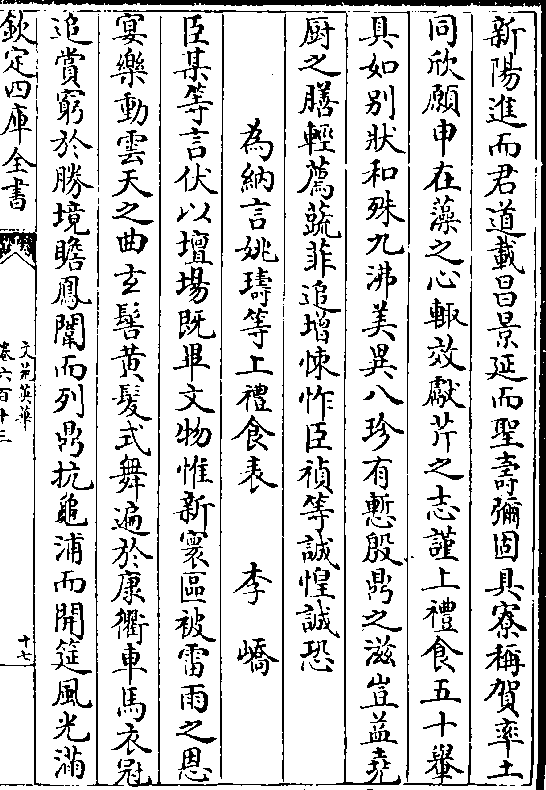 新陽進而君道載昌景延而聖壽彌固具寮稱賀率土
同欣願申在藻之心輙效獻芹之志謹上禮食五十轝
具如别狀和殊九沸美異八珍有慙殷鼎之滋豈益堯
厨之膳輕薦蔬菲追增悚怍臣禎等誠惶誠恐
為納言姚璹等上禮食表　李嶠
臣某等言伏以壇場既畢文物惟新寰區被雷雨之恩
宴樂動雲天之曲玄髫黄髮式舞遍於康衢車馬衣冠
追賞窮於勝境瞻鳳闈而列鼎抗龜浦而開筵風光滿
欽定四庫全書
文苑英華
卷六百十三
十七